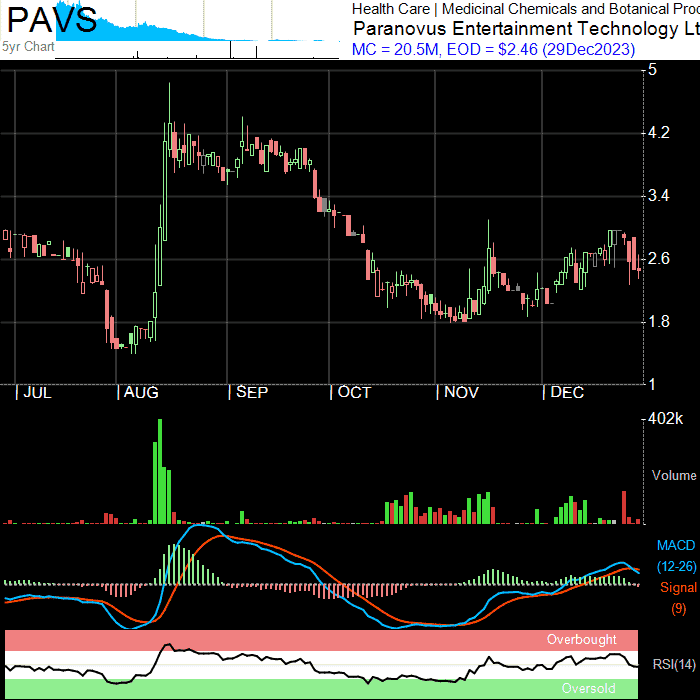 PAVS
5yr Chart
Health Care | Medicinal Chemicals and Botanical Proc
Paranovus Entertainment Technology Lt
MC = 20.5M, EOD = $2.46 (29Dec2023)
5
4.2
3.4
2.6
1.8
1
JUL
AUG
SEP
OCT
NOV
DEC
402k
Volume
MACD
(12-26)
Signal
(9)
Overbought
RSI(14)
Oversold